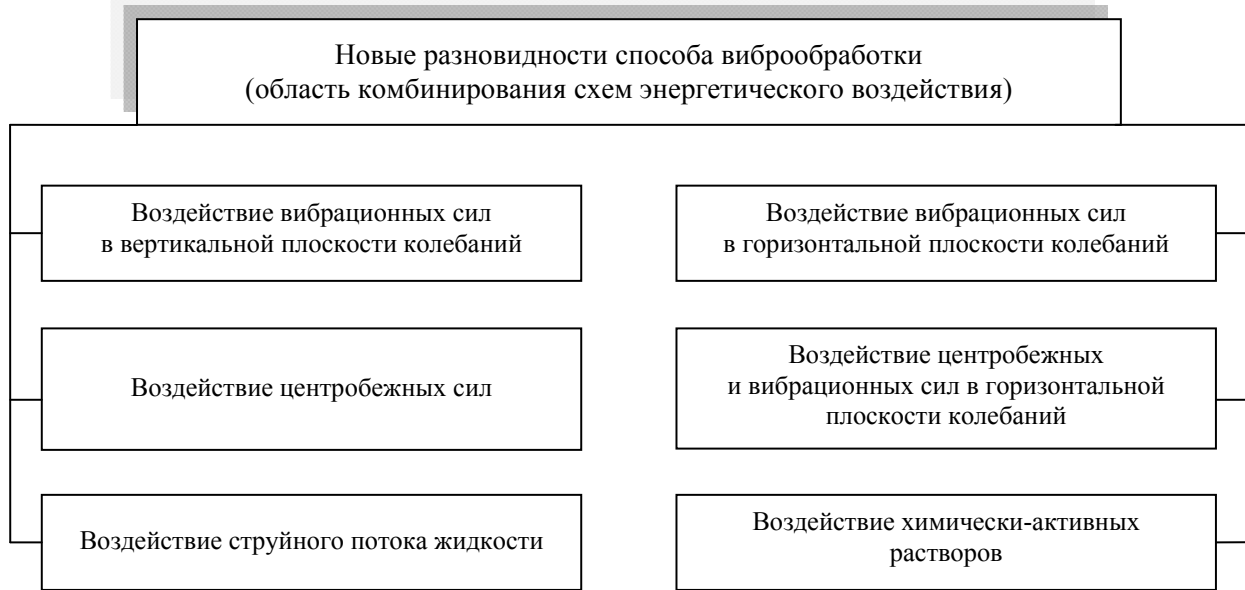 Новые разновидности способа виброобработки
(область комбинирования схем энергетического воздействия)
Воздействие вибрационных сил
в вертикальной плоскости колебаний
Воздействие вибрационных сил
в горизонтальной плоскости колебаний
Воздействие центробежных сил
Воздействие центробежных
и вибрационных сил в горизонтальной
плоскости колебаний
Воздействие струйного потока жидкости
Воздействие химически-активных
растворов